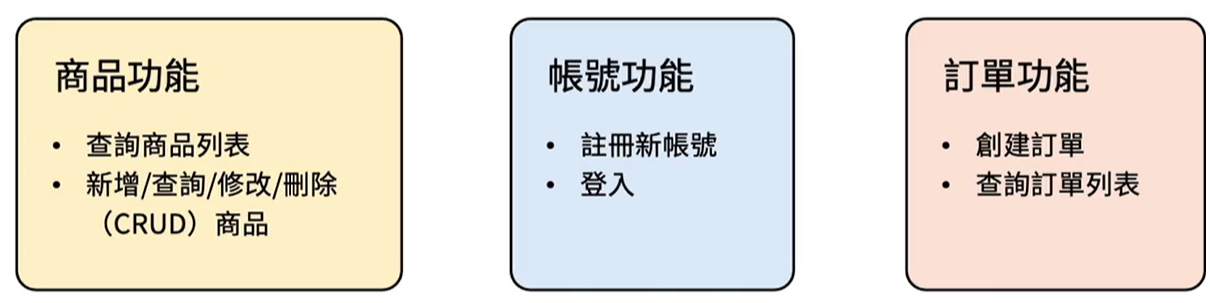 商品功能
• 查詢商品列表
• 新增/查詢/修改/刪除
（CRUD）商品
帳號功能
• 註冊新帳號
• 登入
訂單功能
• 創建訂單
• 查詢訂單列表